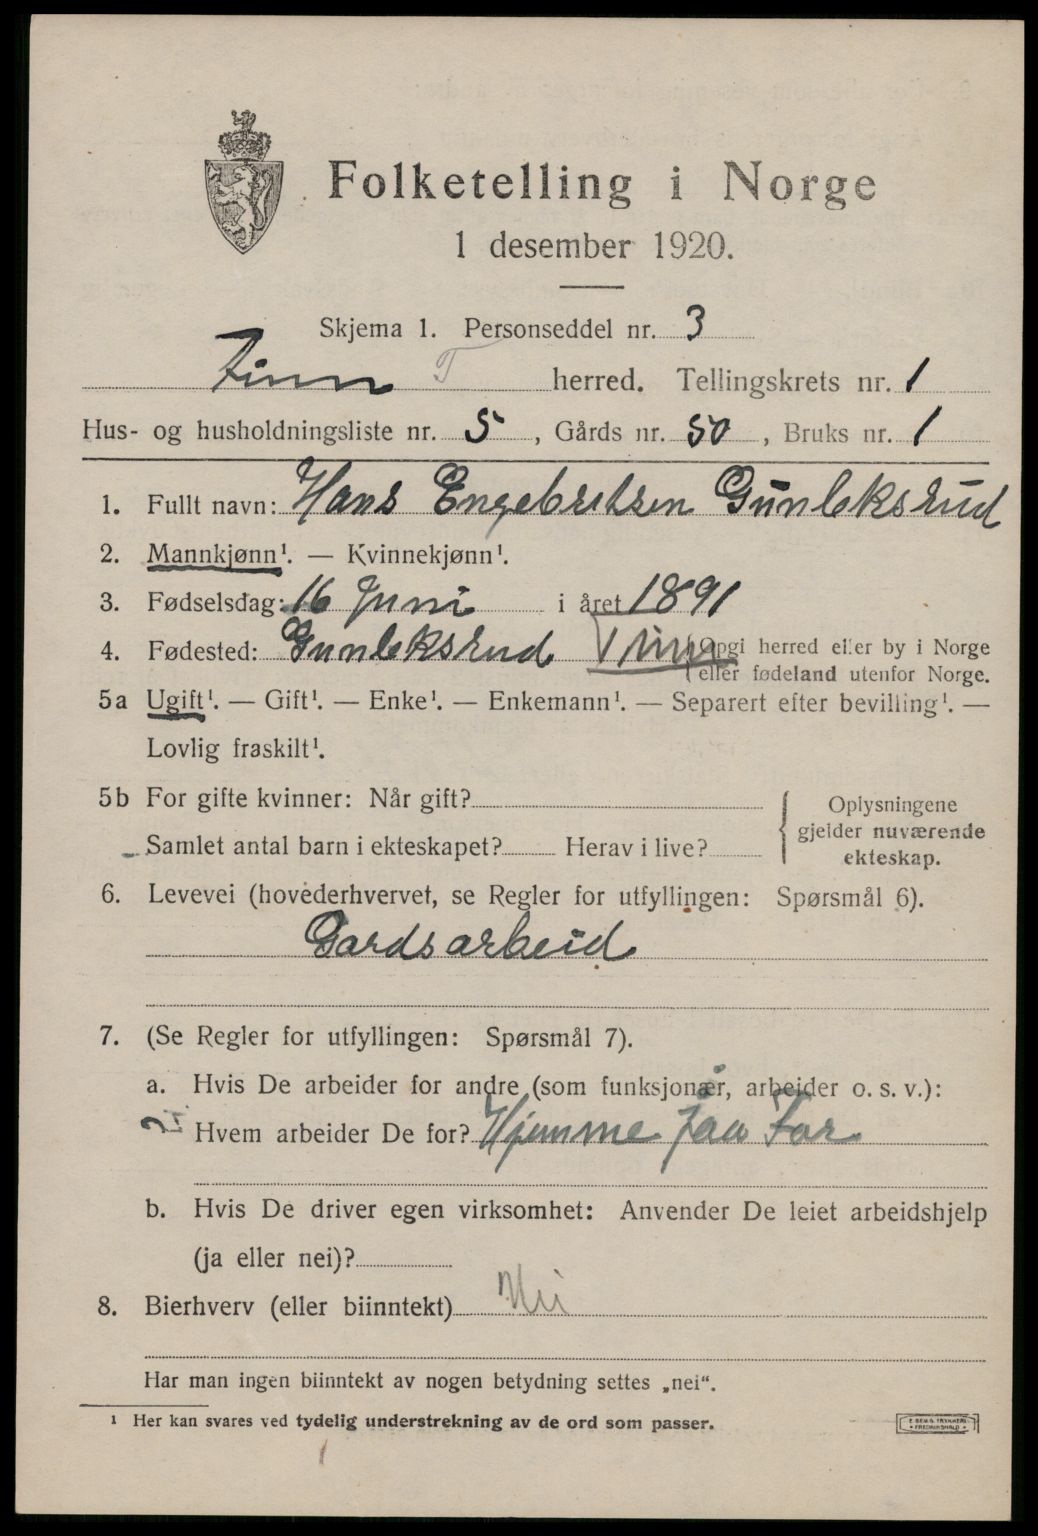 Folketelling i Norge
1 desember 1920.
Skjema 1. Personseddel nr. 3
Tinn T herred. Tellingskrets nr. 1
Hus- og husholdningsliste nr. 5, Gårds nr. 50, Bruks nr. 1
1. Fullt navn: Hans Engebretsen Gunleksrud
2. Mannkjønn¹. — Kvinnekjønn¹.
3. Fødselsdag: 16 Juni i året 1891
4. Fødested: Gunleksrud Tinn (Opgi herred eller by i Norge
eller fødeland utenfor Norge.
5a Ugift¹. — Gift¹. — Enke¹. — Enkemann¹. — Separert efter bevilling¹. —
Lovlig fraskilt¹.
5b For gifte kvinner: Når gift?
Samlet antal barn i ekteskapet? Herav i live?
Oplysningene
gjelder nuværende
ekteskap.
6. Levevei (hovederhvervet, se Regler for utfyllingen: Spørsmål 6).
Gardsarbeid
7. (Se Regler for utfyllingen: Spørsmål 7).
a. Hvis De arbeider for andre (som funksjonær, arbeider o. s. v.):
Hvem arbeider De for? Hjemme paa Far
b. Hvis De driver egen virksomhet: Anvender De leiet arbeidshjelp
(ja eller nei)?
8. Bierhverv (eller biinntekt) Nei
Har man ingen biinntekt av nogen betydning settes „nei“.
¹ Her kan svares ved tydelig understrekning av de ord som passer.